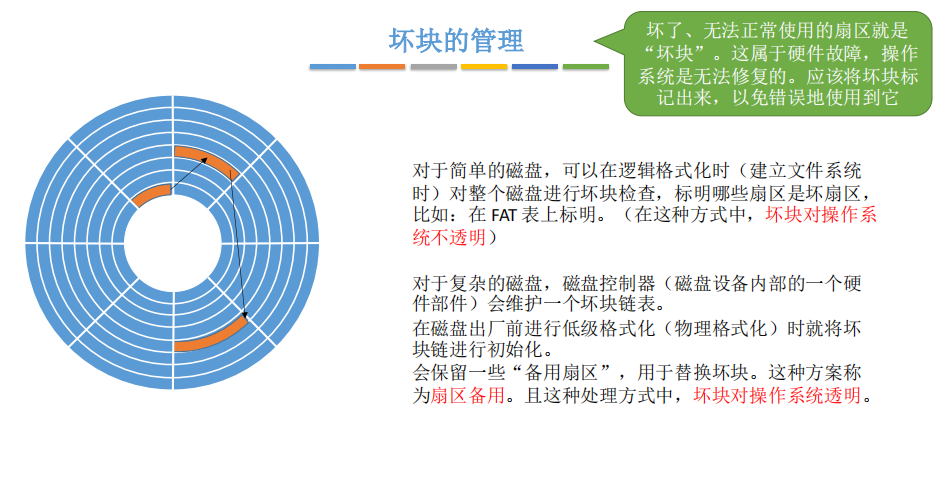 坏块的管理
坏了、无法正常使用的扇区就是
“坏块”。这属于硬件故障，操作
系统是无法修复的。应该将坏块标
记出来，以免错误地使用到它
对于简单的磁盘，可以在逻辑格式化时（建立文件系统
时）对整个磁盘进行坏块检查，标明哪些扇区是坏扇区，
比如：在 FAT 表上标明。（在这种方式中，坏块对操作系
统不透明）
对于复杂的磁盘，磁盘控制器（磁盘设备内部的一个硬
件部件）会维护一个坏块链表。
在磁盘出厂前进行低级格式化（物理格式化）时就将坏
块链进行初始化。
会保留一些“备用扇区”，用于替换坏块。这种方案称
为扇区备用。且这种处理方式中，坏块对操作系统透明。